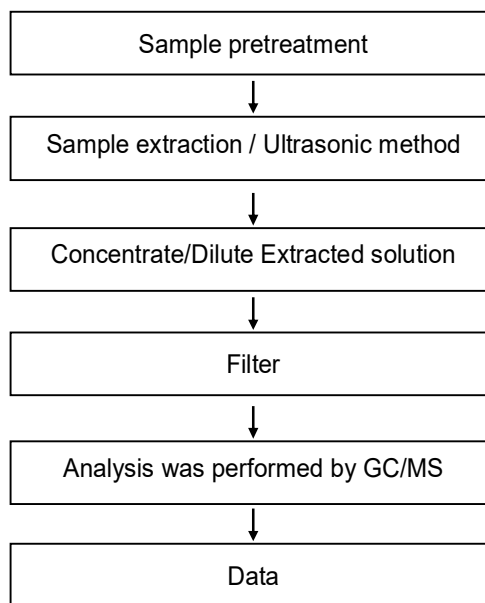 Sample pretreatment
Sample extraction / Ultrasonic method
Concentrate/Dilute Extracted solution
Filter
Analysis was performed by GC/MS
Data